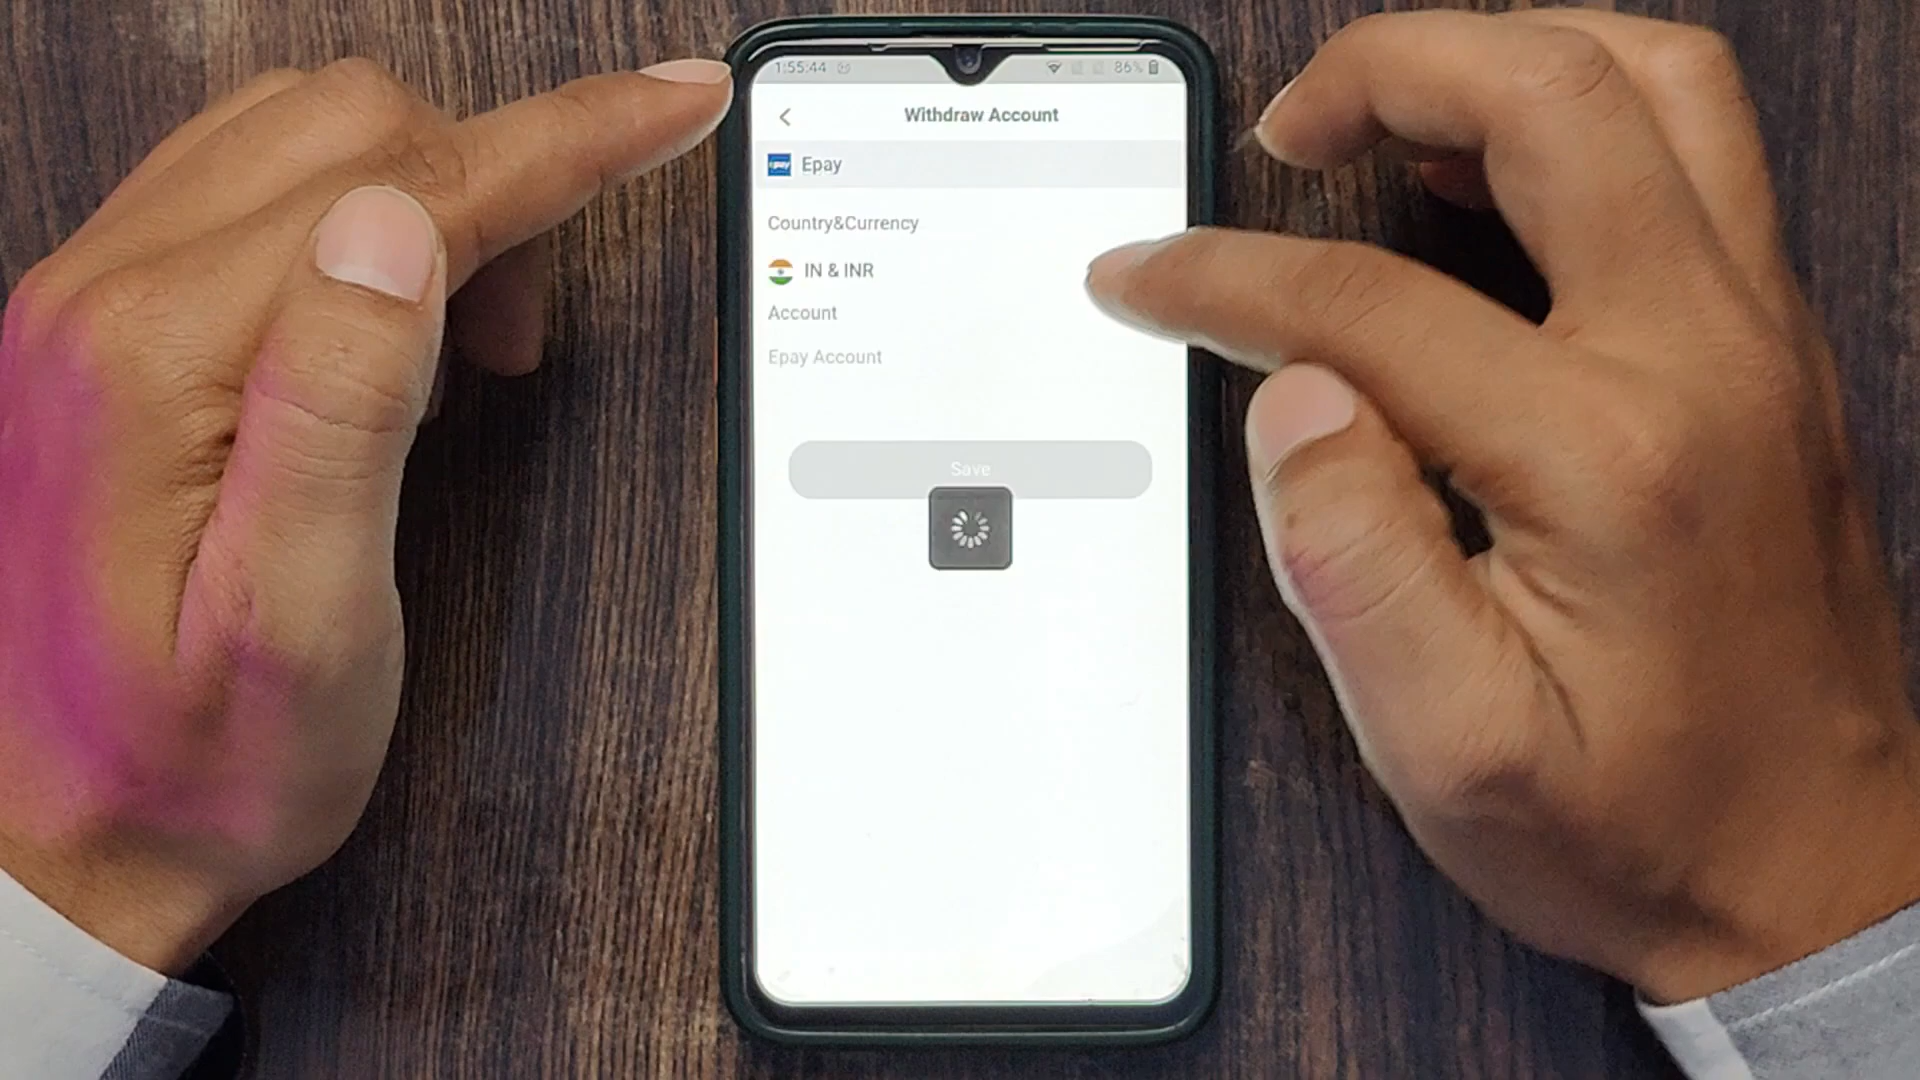 1:55:44 86%
Withdraw Account
Epay
Country&Currency
IN & INR
Account
Epay Account
Save